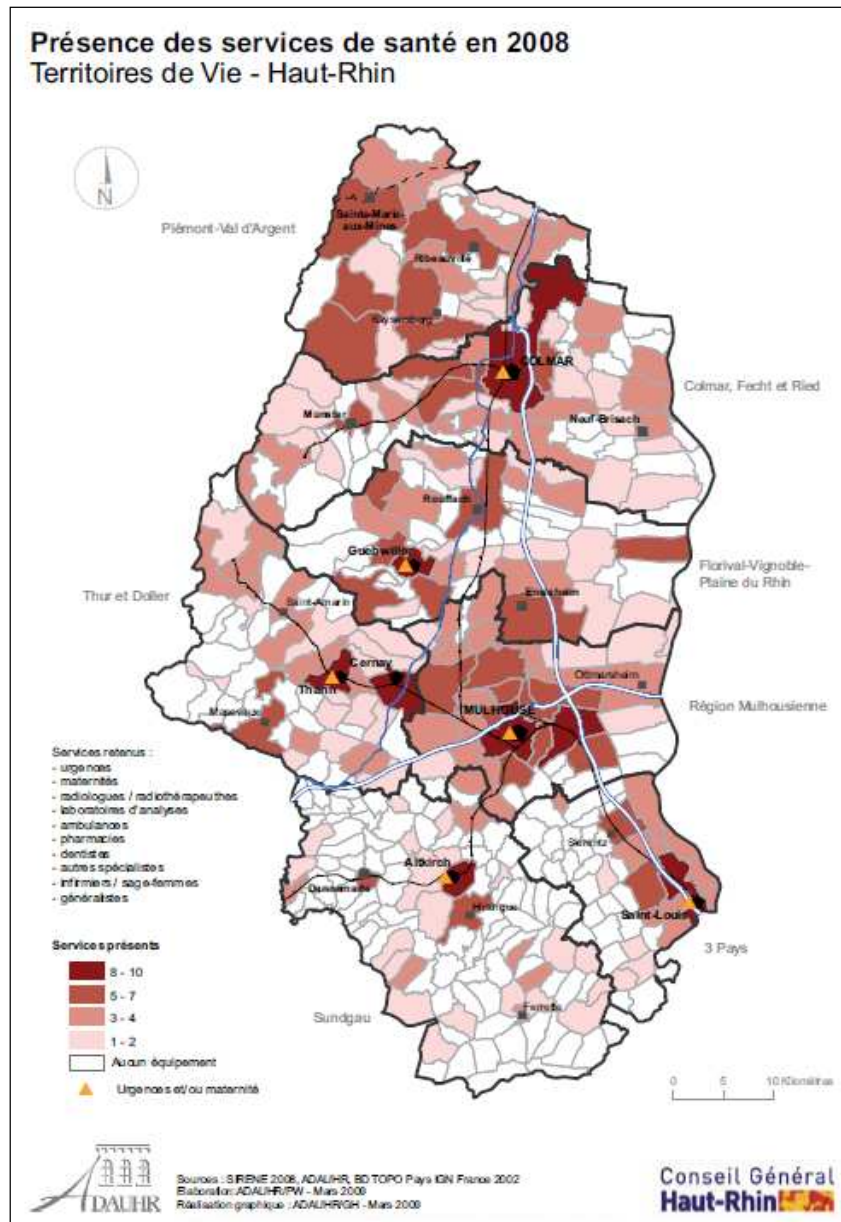 Présence des services de santé en 2008
Territoires de Vie - Haut-Rhin
N
Piémont-Val d'Argent
Sainte-Marie-
aux-Mines
Ribeauvillé
Kaysersberg
COLMAR
Colmar, Fecht et Ried
Munster
Neuf-Brisach
Rouffach
Guebwiller
Florival-Vignoble-
Plaine du Rhin
Thur et Doller
Saint-Amarin
Ensisheim
Cernay
Thann
Ottmarsheim
Masevaux
MULHOUSE
Région Mulhousienne
Services retenus :
- urgences
- maternités
- radiologues / radiothérapeuthes
- laboratoires d'analyses
- ambulances
- pharmacies
- dentistes
- autres spécialistes
- infirmiers / sage-femmes
- généralistes
Sierentz
Altkirch
Dannemarie
Hirsingue
Saint-Louis
3 Pays
Services présents
8 - 10
5 - 7
3 - 4
1 - 2
Aucun équipement
Urgences et/ou maternité
Sundgau
Ferrette
0 5 10 Kilomètres
ADAUHR
Sources : SIRENE 2008, ADAUHR, BD TOPO Pays IGN France 2002
Elaboration: ADAUHR/PW - Mars 2009
Réalisation graphique : ADAUHR/GH - Mars 2009
Conseil Général
Haut-Rhin